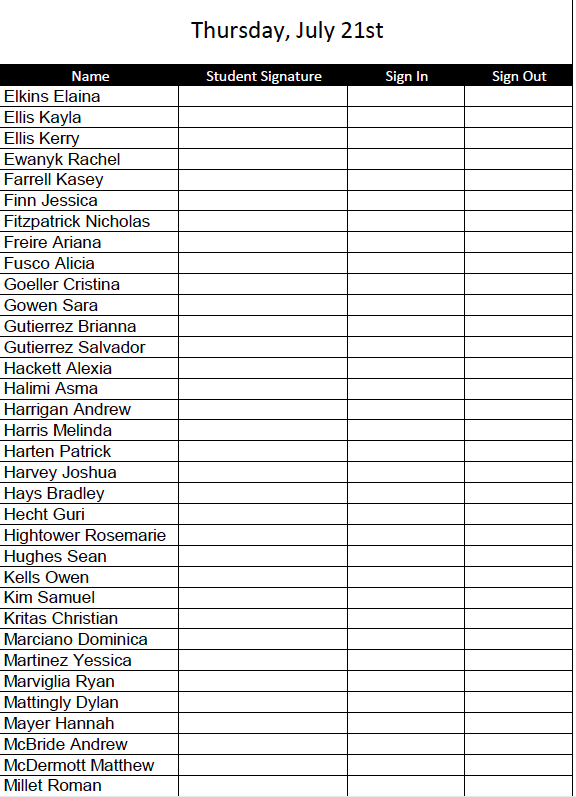 Thursday, July 21st
Name Student Signature Sign In Sign Out
Elkins Elaina
Ellis Kayla
Ellis Kerry
Ewanyk Rachel
Farrell Kasey
Finn Jessica
Fitzpatrick Nicholas
Freire Ariana
Fusco Alicia
Goeller Cristina
Gowen Sara
Gutierrez Brianna
Gutierrez Salvador
Hackett Alexia
Halimi Asma
Harrigan Andrew
Harris Melinda
Harten Patrick
Harvey Joshua
Hays Bradley
Hecht Guri
Hightower Rosemarie
Hughes Sean
Kells Owen
Kim Samuel
Kritas Christian
Marciano Dominica
Martinez Yessica
Marviglia Ryan
Mattingly Dylan
Mayer Hannah
McBride Andrew
McDermott Matthew
Millet Roman